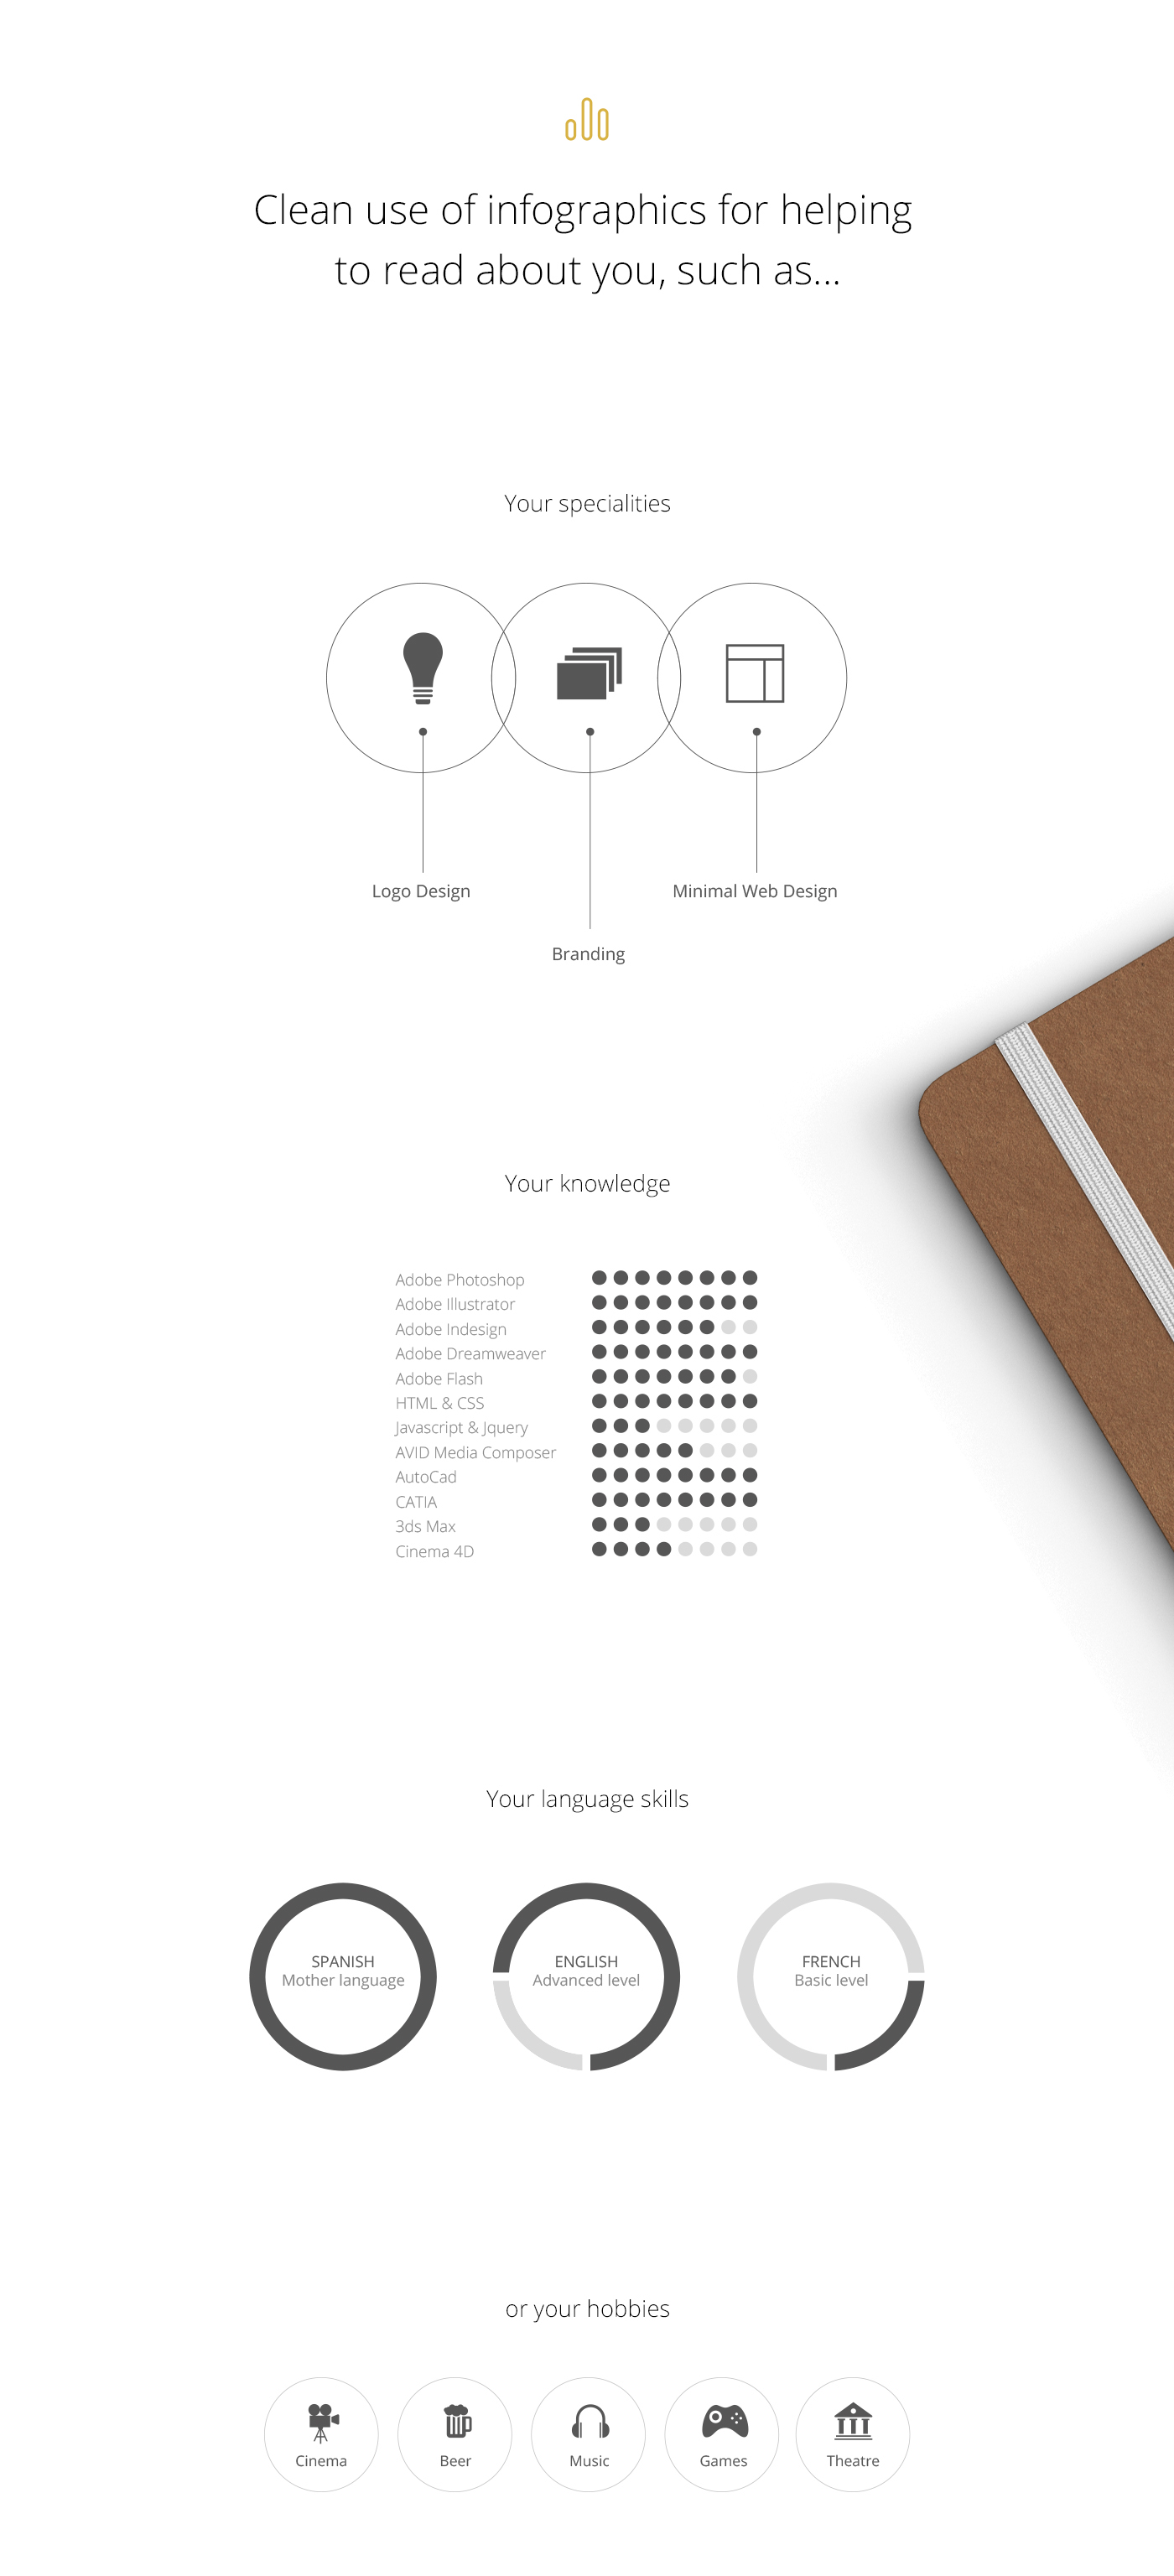 Clean use of infographics for helping
to read about you, such as...
Your specialities
Logo Design
Minimal Web Design
Branding
Your knowledge
Adobe Photoshop
Adobe Illustrator
Adobe Indesign
Adobe Dreamweaver
Adobe Flash
HTML & CSS
Javascript & Jquery
AVID Media Composer
AutoCad
CATIA
3ds Max
Cinema 4D
Your language skills
SPANISH
Mother language
ENGLISH
Advanced level
FRENCH
Basic level
or your hobbies
Cinema
Beer
Music
Games
Theatre